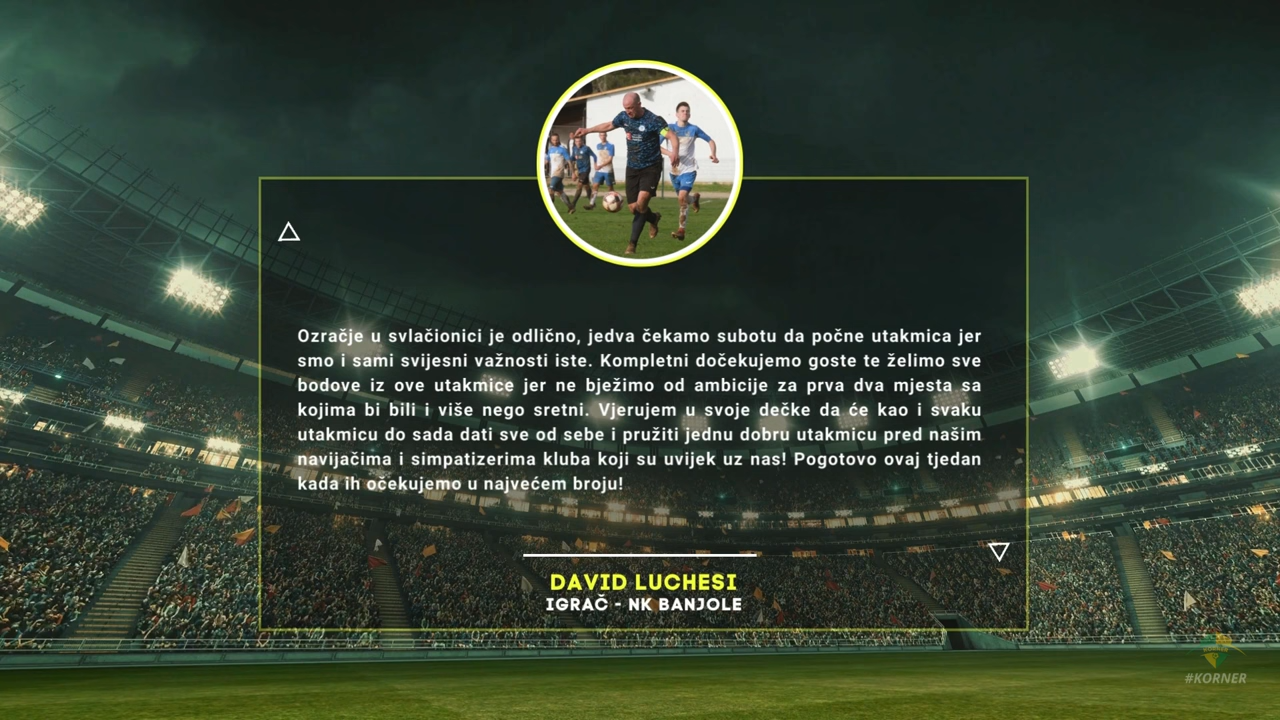 Ozračje u svlačionici je odlično, jedva čekamo subotu da počne utakmica jer
smo i sami svijesni važnosti iste. Kompletni dočekujemo goste te želimo sve
bodove iz ove utakmice jer ne bježimo od ambicije za prva dva mjesta sa
kojima bi bili i više nego sretni. Vjerujem u svoje dečke da će kao i svaku
utakmicu do sada dati sve od sebe i pružiti jednu dobru utakmicu pred našim
navijačima i simpatizerima kluba koji su uvijek uz nas! Pogotovo ovaj tjedan
kada ih očekujemo u najvećem broju!
DAVID LUCHESI
IGRAČ - NK BANJOLE
KORNER
#KORNER